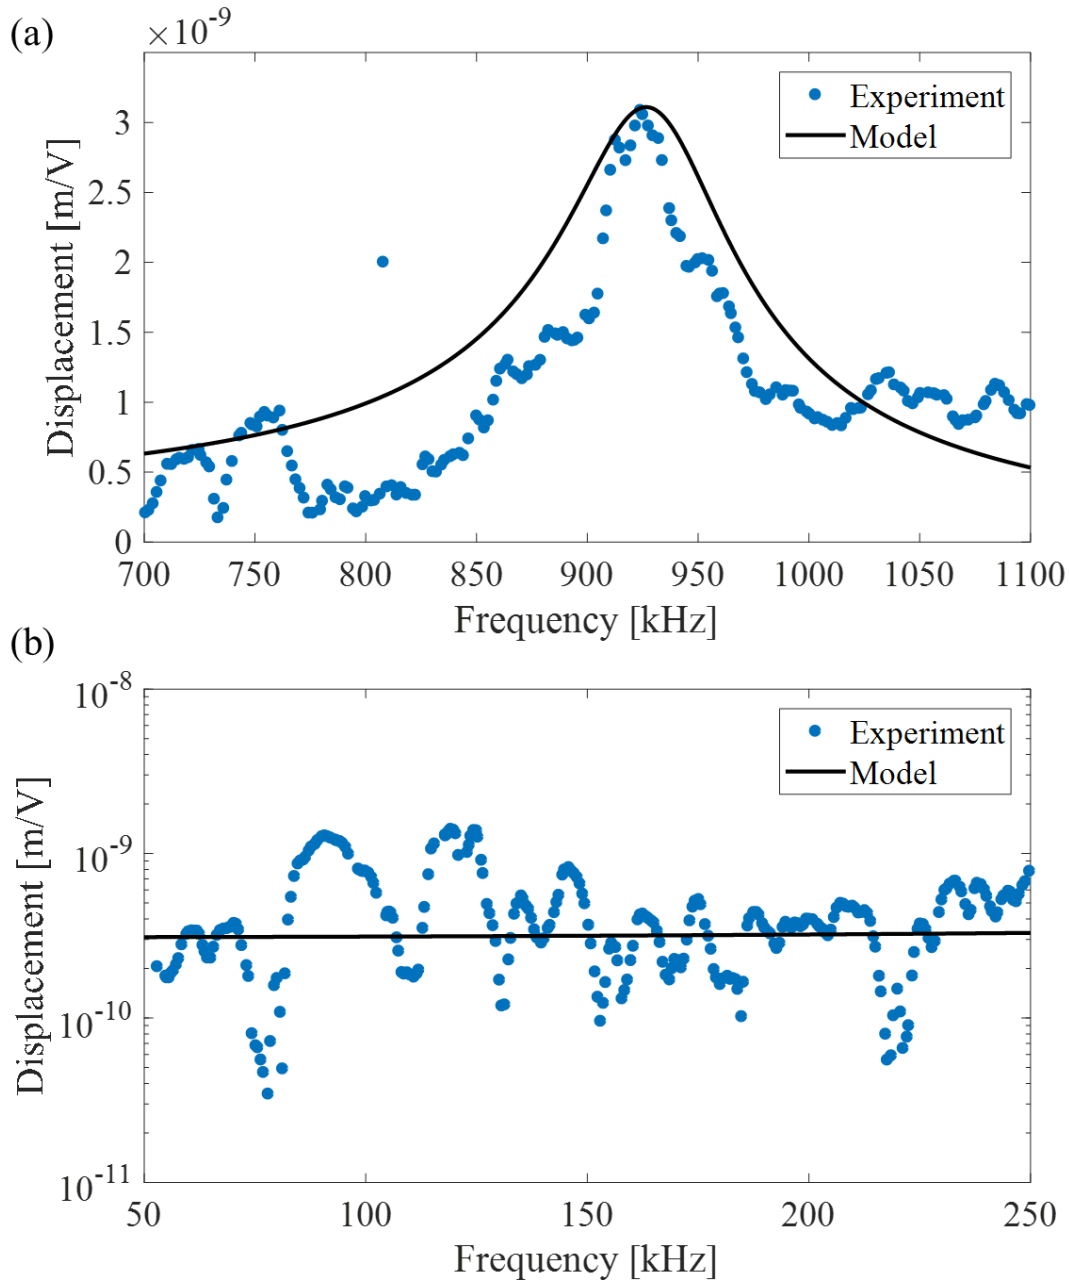 (a)
×10⁻⁹
3
2.5
2
1.5
1
0.5
0
Displacement [m/V]
Experiment
Model
700 750 800 850 900 950 1000 1050 1100
Frequency [kHz]
(b)
10⁻⁸
10⁻⁹
10⁻¹⁰
10⁻¹¹
Displacement [m/V]
Experiment
Model
50 100 150 200 250
Frequency [kHz]